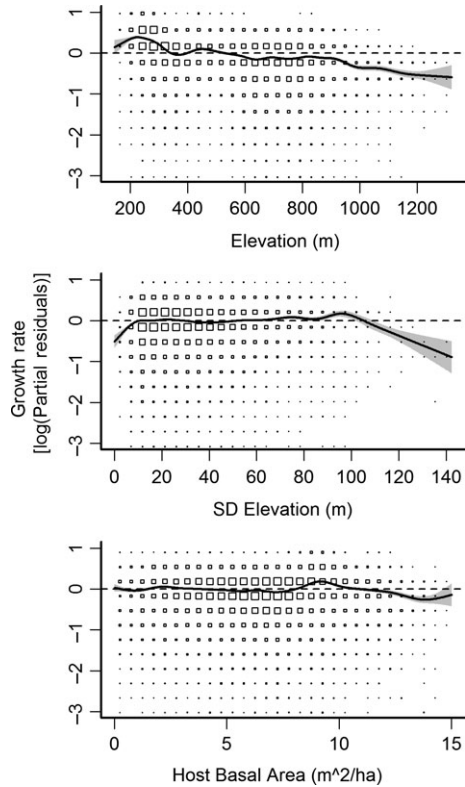 1
0
-1
-2
-3
200 400 600 800 1000 1200
Elevation (m)
Growth rate
[log(Partial residuals)]
1
0
-1
-2
-3
0 20 40 60 80 100 120 140
SD Elevation (m)
1
0
-1
-2
-3
0 5 10 15
Host Basal Area (m^2/ha)